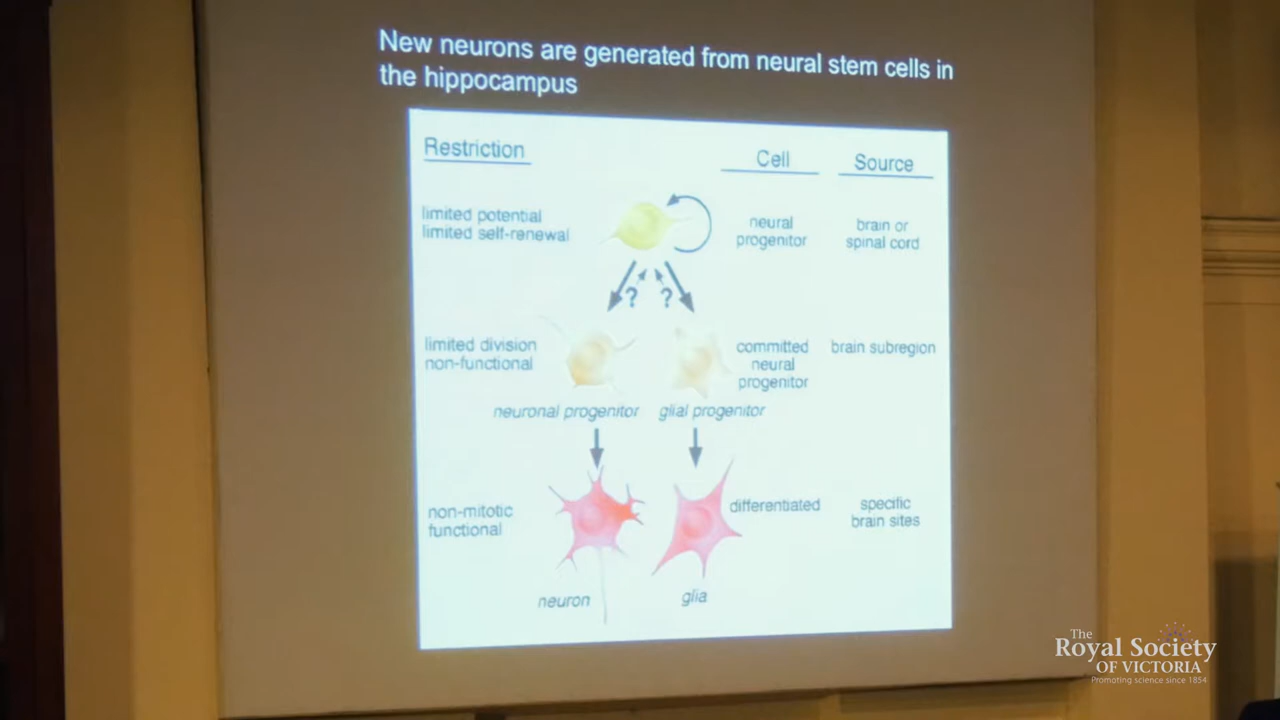 New neurons are generated from neural stem cells in
the hippocampus
Restriction
Cell
Source
limited potential
limited self-renewal
neural
progenitor
brain or
spinal cord
?
?
limited division
non-functional
committed
neural
progenitor
brain subregion
neuronal progenitor
glial progenitor
non-mitotic
functional
differentiated
specific
brain sites
neuron
glia
The
Royal Society
OF VICTORIA
Promoting science since 1854